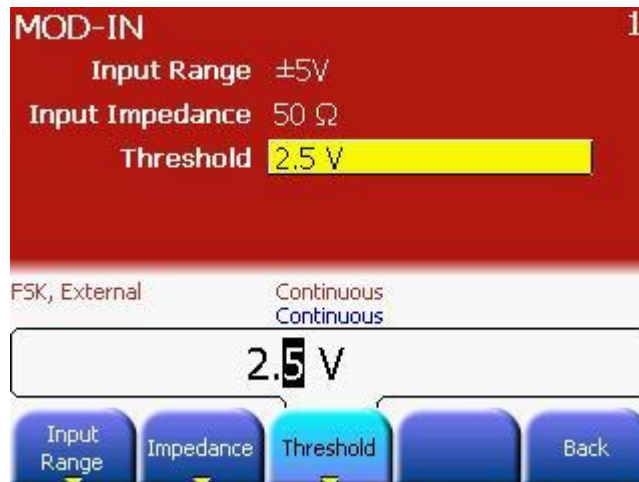 MOD-IN 1
Input Range ±5V
Input Impedance 50 Ω
Threshold 2.5 V
FSK, External Continuous
Continuous
2.5 V
Input Range Impedance Threshold Back